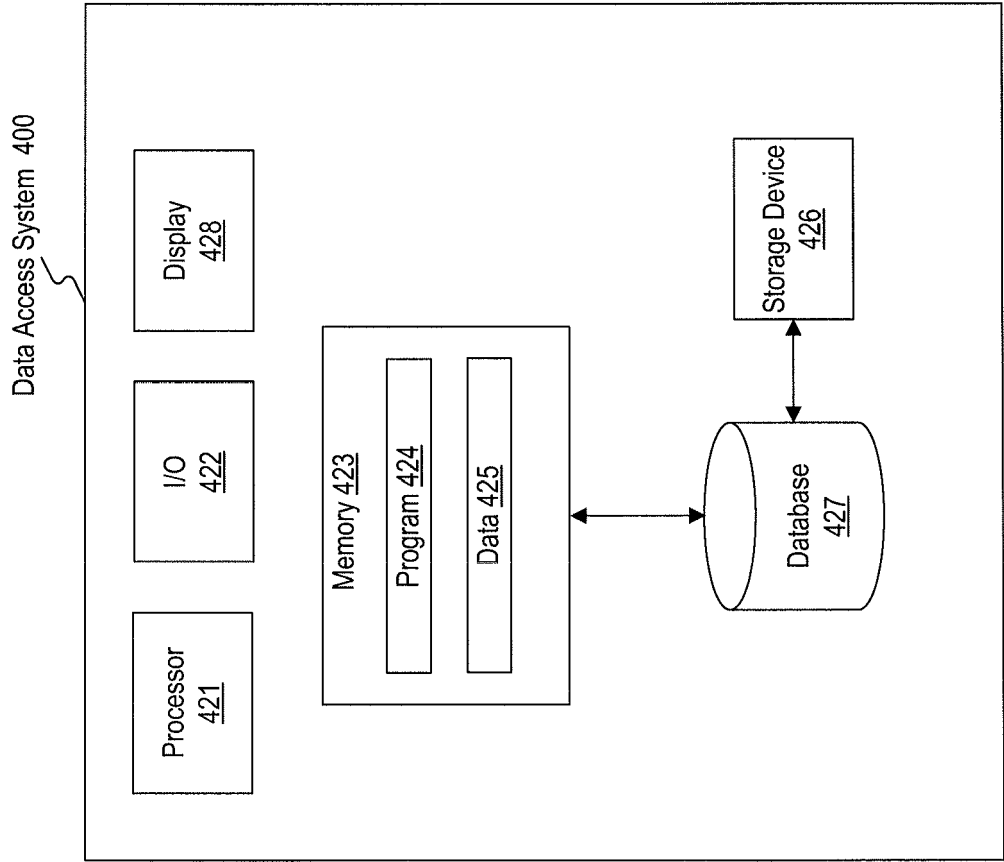 Data Access System 400
Processor
421
I/O
422
Display
428
Memory 423
Program 424
Data 425
Database
427
Storage Device
426